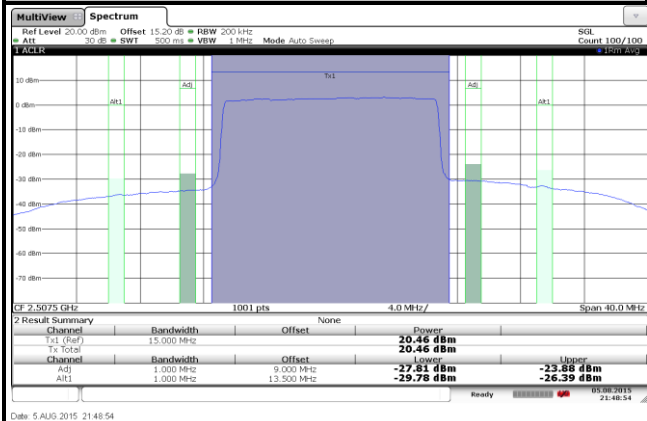 MultiView Spectrum
Ref Level 20.00 dBm Offset 15.20 dB RBW 200 kHz SGL
Att 30 dB SWT 500 ms VBW 1 MHz Mode Auto Sweep Count 100/100
1 ACLR 1Rm Avg
Tx1
10 dBm
Adj Adj
Alt1 Alt1
0 dBm
-10 dBm
-20 dBm
-30 dBm
-40 dBm
-50 dBm
-60 dBm
-70 dBm
CF 2.5075 GHz 1001 pts 4.0 MHz/ Span 40.0 MHz
2 Result Summary None
Channel Bandwidth Offset Power
Tx1 (Ref) 15.000 MHz 20.46 dBm
Tx Total 20.46 dBm
Channel Bandwidth Offset Lower Upper
Adj 1.000 MHz 9.000 MHz -27.81 dBm -23.88 dBm
Alt1 1.000 MHz 13.500 MHz -29.78 dBm -26.39 dBm
Ready 05.08.2015
21:48:54
Date: 5.AUG.2015 21:48:54